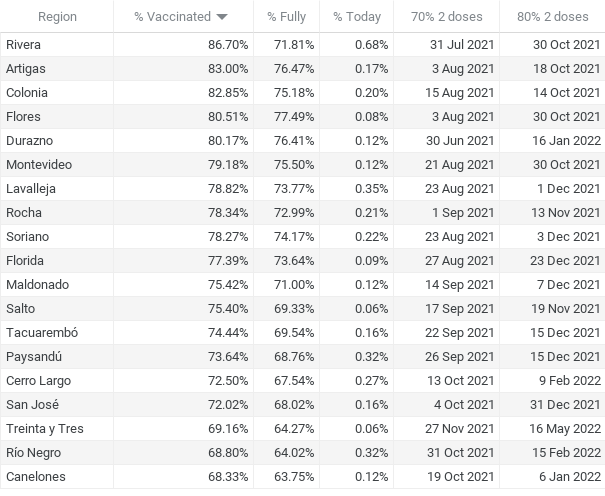 Region % Vaccinated % Fully % Today 70% 2 doses 80% 2 doses
Rivera 86.70% 71.81% 0.68% 31 Jul 2021 30 Oct 2021
Artigas 83.00% 76.47% 0.17% 3 Aug 2021 18 Oct 2021
Colonia 82.85% 75.18% 0.20% 15 Aug 2021 14 Oct 2021
Flores 80.51% 77.49% 0.08% 3 Aug 2021 30 Oct 2021
Durazno 80.17% 76.41% 0.12% 30 Jun 2021 16 Jan 2022
Montevideo 79.18% 75.50% 0.12% 21 Aug 2021 30 Oct 2021
Lavalleja 78.82% 73.77% 0.35% 23 Aug 2021 1 Dec 2021
Rocha 78.34% 72.99% 0.21% 1 Sep 2021 13 Nov 2021
Soriano 78.27% 74.17% 0.22% 23 Aug 2021 3 Dec 2021
Florida 77.39% 73.64% 0.09% 27 Aug 2021 23 Dec 2021
Maldonado 75.42% 71.00% 0.12% 14 Sep 2021 7 Dec 2021
Salto 75.40% 69.33% 0.06% 17 Sep 2021 19 Nov 2021
Tacuarembó 74.44% 69.54% 0.16% 22 Sep 2021 15 Dec 2021
Paysandú 73.64% 68.76% 0.32% 26 Sep 2021 15 Dec 2021
Cerro Largo 72.50% 67.54% 0.27% 13 Oct 2021 9 Feb 2022
San José 72.02% 68.02% 0.16% 4 Oct 2021 31 Dec 2021
Treinta y Tres 69.16% 64.27% 0.06% 27 Nov 2021 16 May 2022
Río Negro 68.80% 64.02% 0.32% 31 Oct 2021 15 Feb 2022
Canelones 68.33% 63.75% 0.12% 19 Oct 2021 6 Jan 2022